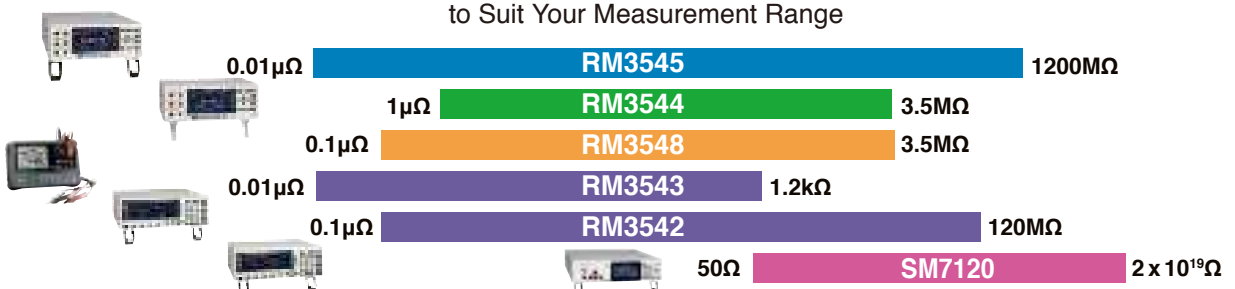 to Suit Your Measurement Range
0.01µΩ RM3545 1200MΩ
1µΩ RM3544 3.5MΩ
0.1µΩ RM3548 3.5MΩ
0.01µΩ RM3543 1.2kΩ
0.1µΩ RM3542 120MΩ
50Ω SM7120 2 x 10¹⁹Ω